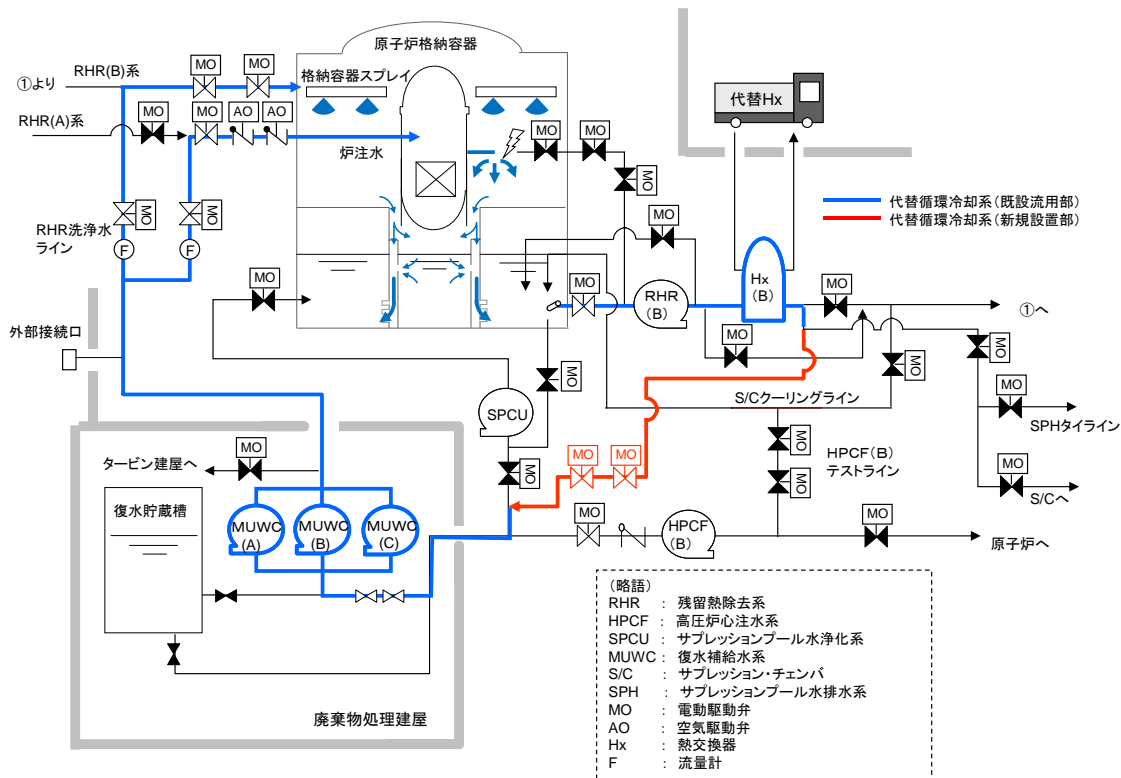 原子炉格納容器
MO
MO
RHR(B)系
①より
格納容器スプレイ
代替Hx
MO
MO
AO
AO
RHR(A)系
炉注水
MO
MO
MO
代替循環冷却系(既設流用部)
代替循環冷却系(新規設置部)
MO
MO
RHR洗浄水
ライン
MO
F
F
MO
MO
Hx
(B)
MO
RHR
(B)
①へ
外部接続口
MO
MO
MO
MO
MO
SPCU
S/Cクーリングライン
SPHタイライン
タービン建屋へ
MO
MO
MO
MO
MO
HPCF(B)
テストライン
MO
MO
S/Cへ
復水貯蔵槽
MUWC
(A)
MUWC
(B)
MUWC
(C)
MO
HPCF
(B)
MO
原子炉へ
廃棄物処理建屋
(略語)
RHR : 残留熱除去系
HPCF : 高圧炉心注水系
SPCU : サプレッションプール水浄化系
MUWC : 復水補給水系
S/C : サプレッション・チェンバ
SPH : サプレッションプール水排水系
MO : 電動駆動弁
AO : 空気駆動弁
Hx : 熱交換器
F : 流量計